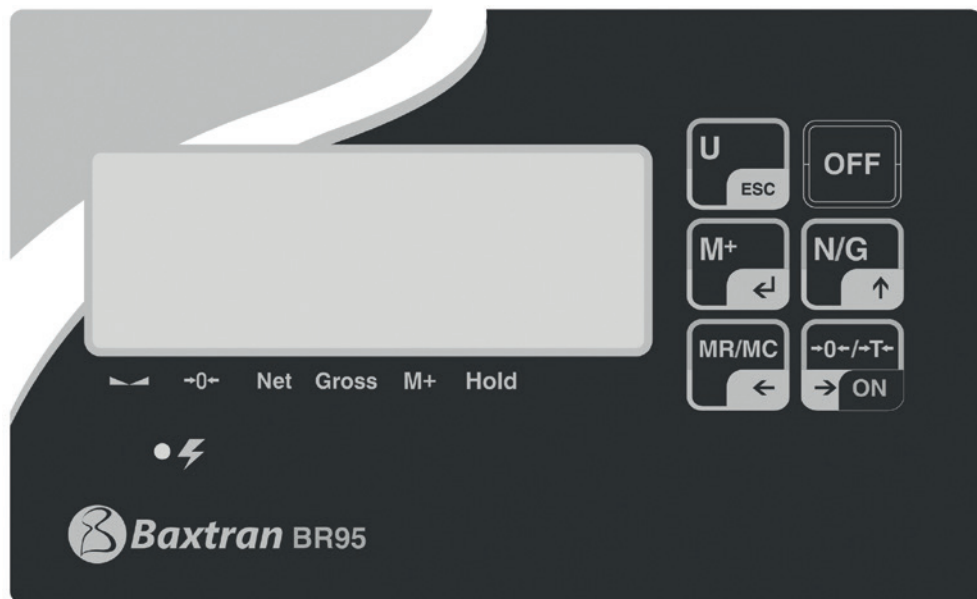 U
ESC
OFF
M+
↵
N/G
↑
MR/MC
←
→0←/→T←
→ ON
→0← Net Gross M+ Hold
Baxtran BR95